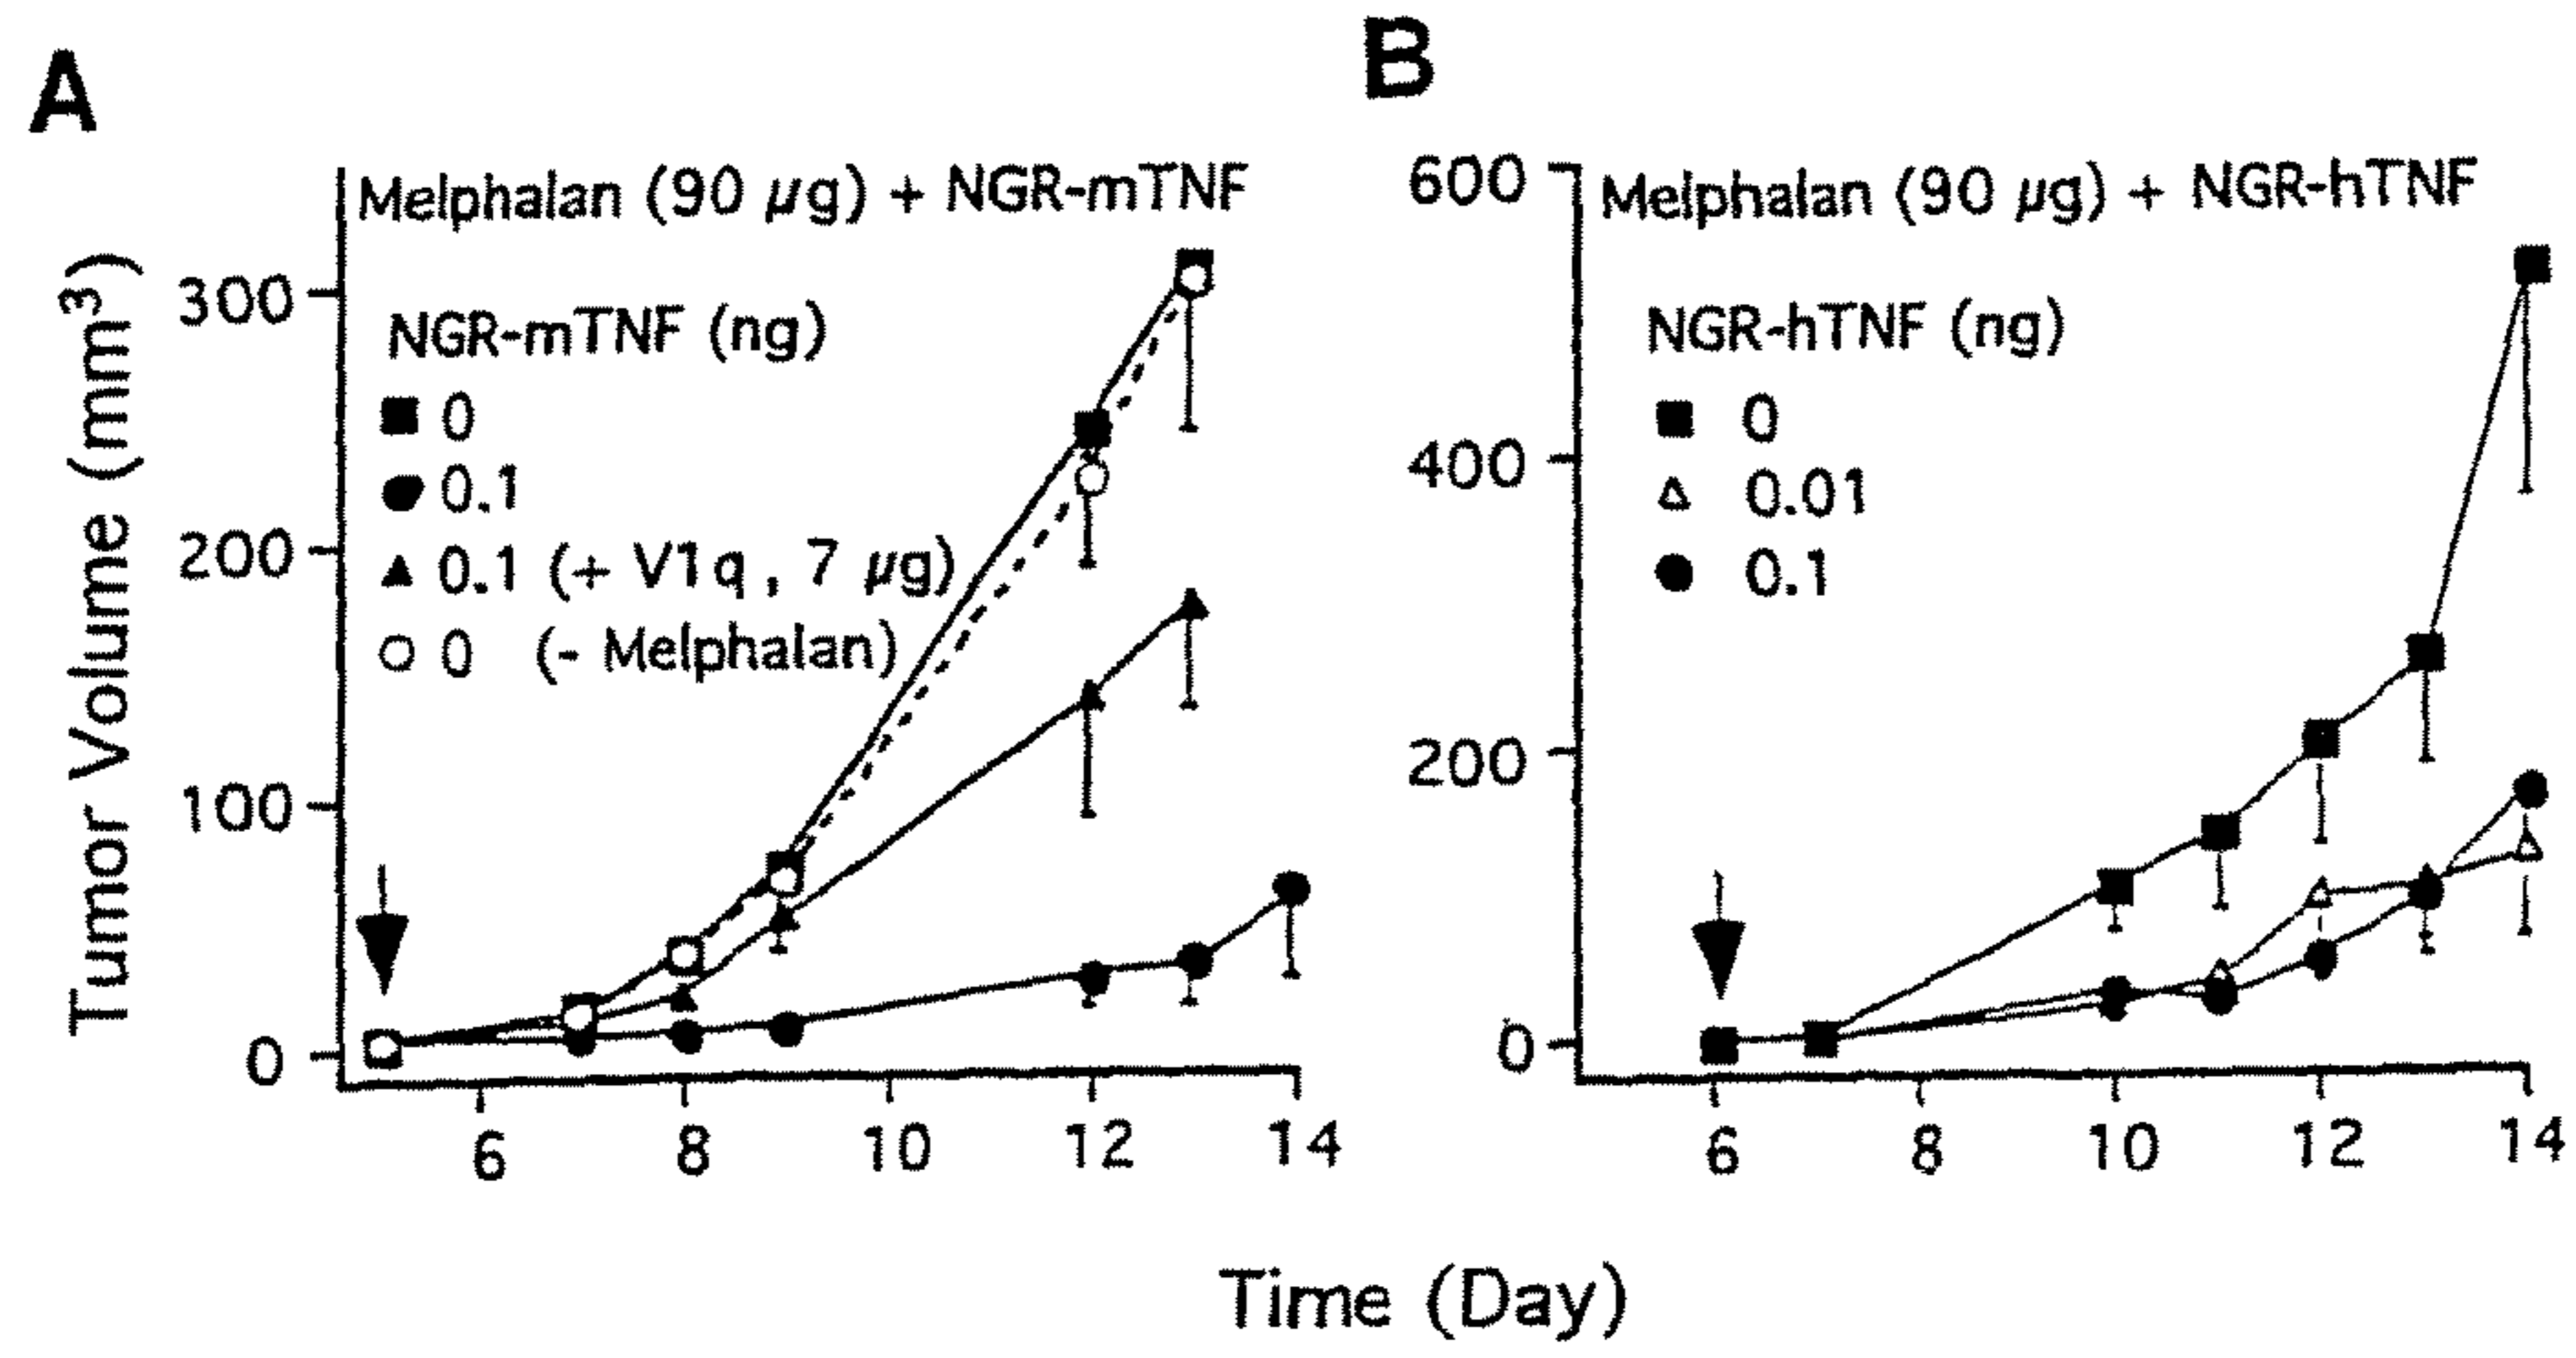 A
Melphalan (90 µg) + NGR-mTNF
NGR-mTNF (ng)
0
0.1
0.1 (+ V1q, 7 µg)
0 (- Melphalan)
Tumor Volume (mm³)
300
200
100
0
6 8 10 12 14
B
Melphalan (90 µg) + NGR-hTNF
NGR-hTNF (ng)
0
0.01
0.1
600
400
200
0
6 8 10 12 14
Time (Day)